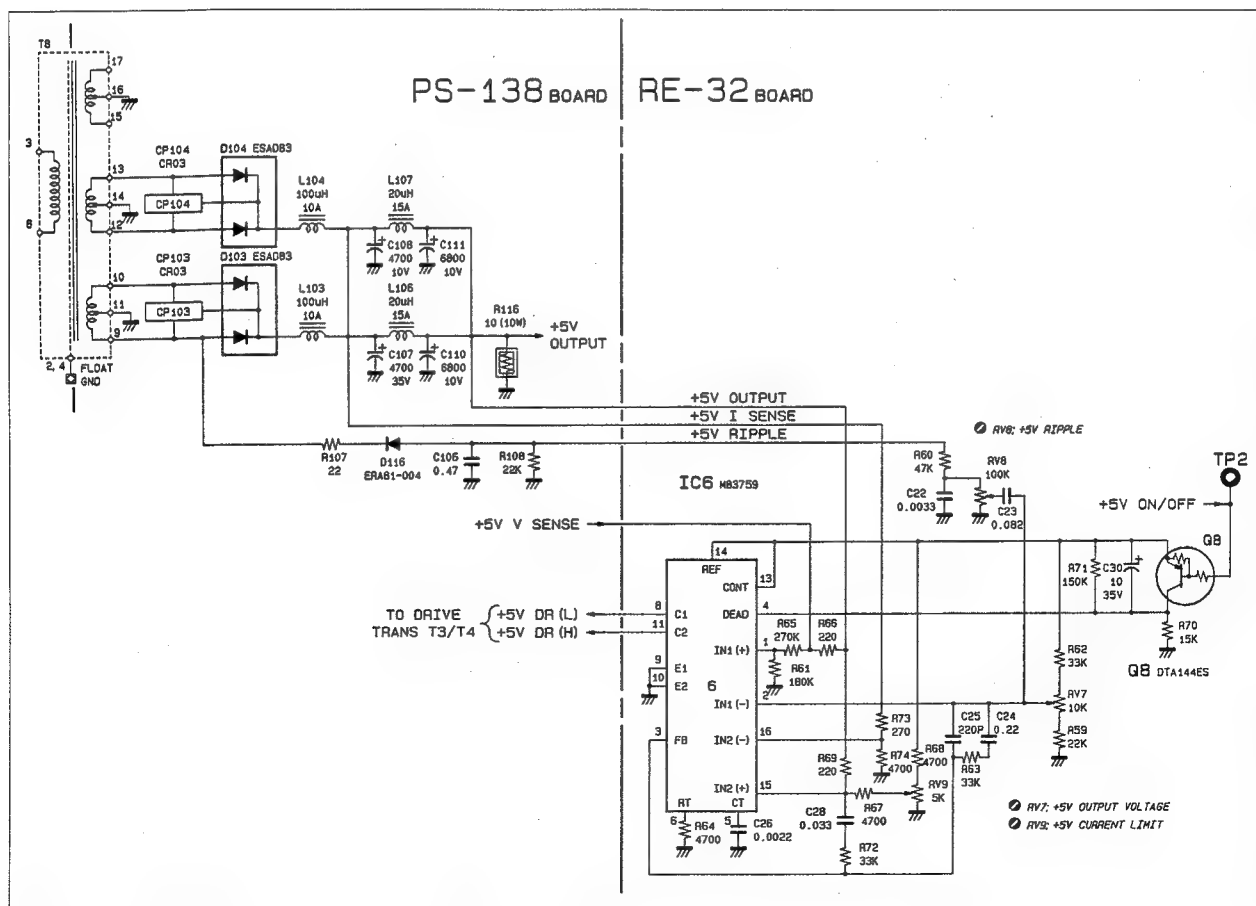 T8
17
16
15
3
6
13
14
12
10
11
9
2, 4
FLOAT
GND
PS-138 BOARD
RE-32 BOARD
CP104
CR03
CP104
D104 ESAD83
L104
100uH
10A
L107
20uH
15A
C108
4700
10V
C111
6800
10V
CP103
CR03
CP103
D103 ESAD83
L103
100uH
10A
L106
20uH
15A
C107
4700
35V
C110
6800
10V
R116
10 (10W)
+5V
OUTPUT
+5V OUTPUT
+5V I SENSE
+5V RIPPLE
R107
22
D116
ERA81-004
C105
0.47
R108
22K
+5V V SENSE
IC6 MB3759
R60
47K
C22
0.0033
RV8
100K
C23
0.082
RV8; +5V RIPPLE
TP2
+5V ON/OFF
Q8
R71
150K
C30
10
35V
R70
15K
Q8 DTA144ES
14
REF
CONT
13
DEAD
4
8
C1
11
C2
TO DRIVE
TRANS T3/T4
+5V DR (L)
+5V DR (H)
IN1 (+)
1
R65
270K
R66
220
R61
180K
9
E1
10
E2
6
IN1 (-)
2
3
FB
IN2 (-)
16
IN2 (+)
15
RT
CT
6
5
R64
4700
C26
0.0022
R69
220
C28
0.033
R72
33K
R67
4700
R73
270
R74
4700
R68
4700
RV9
5K
C25
220P
C24
0.22
R63
33K
R62
33K
RV7
10K
R59
22K
RV7; +5V OUTPUT VOLTAGE
RV9; +5V CURRENT LIMIT